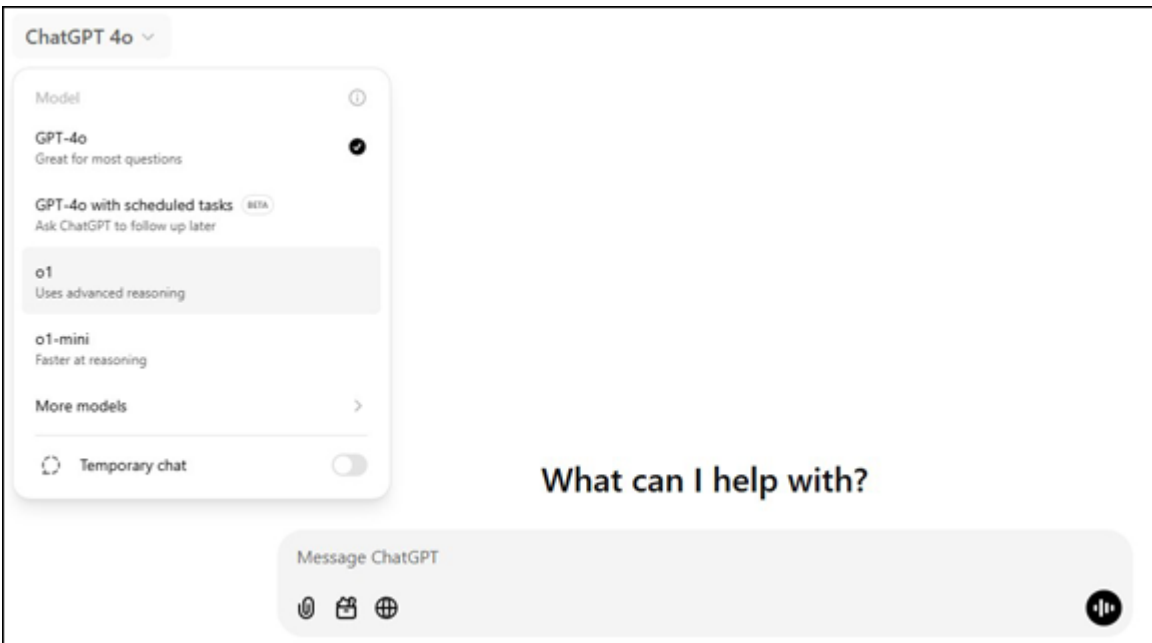 ChatGPT 4o
Model
GPT-4o
Great for most questions
GPT-4o with scheduled tasks BETA
Ask ChatGPT to follow up later
o1
Uses advanced reasoning
o1-mini
Faster at reasoning
More models
Temporary chat
What can I help with?
Message ChatGPT